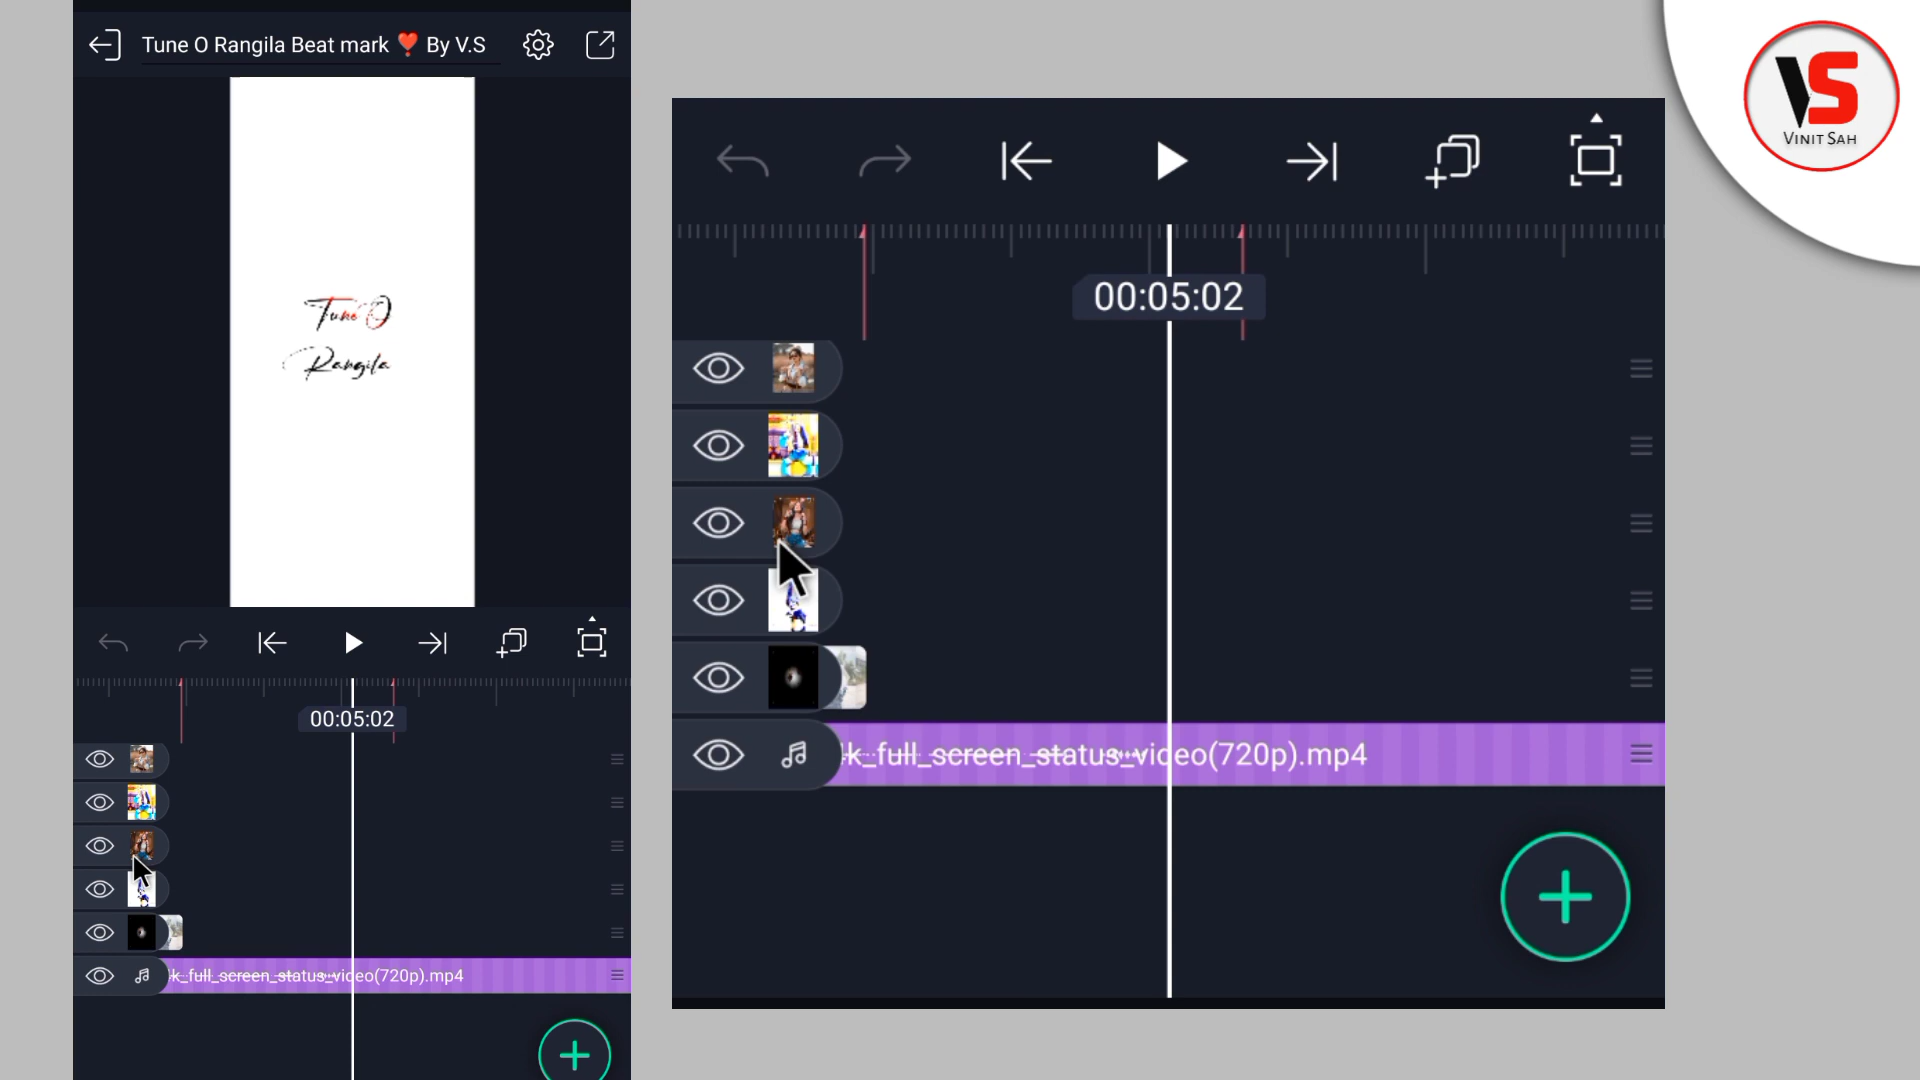 Tune O Rangila Beat mark ❣️ By V.S
Tune O
Rangila
00:05:02
k_full_screen_status_video(720p).mp4
00:05:02
k_full_screen_status_video(720p).mp4
VS
VINIT SAH